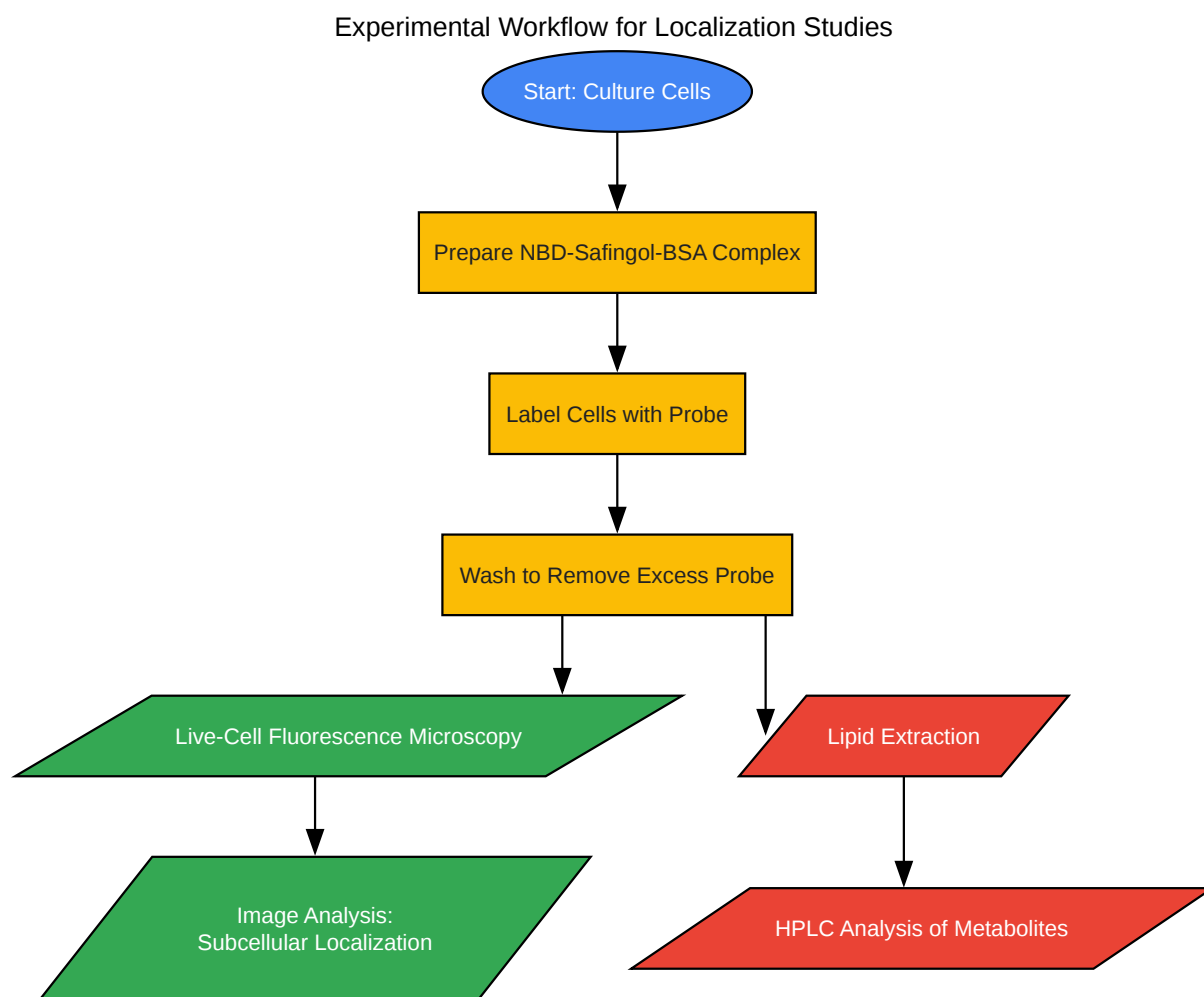 Experimental Workflow for Localization Studies
Start: Culture Cells
Prepare NBD-Safingol-BSA Complex
Label Cells with Probe
Wash to Remove Excess Probe
Live-Cell Fluorescence Microscopy
Lipid Extraction
Image Analysis:
Subcellular Localization
HPLC Analysis of Metabolites